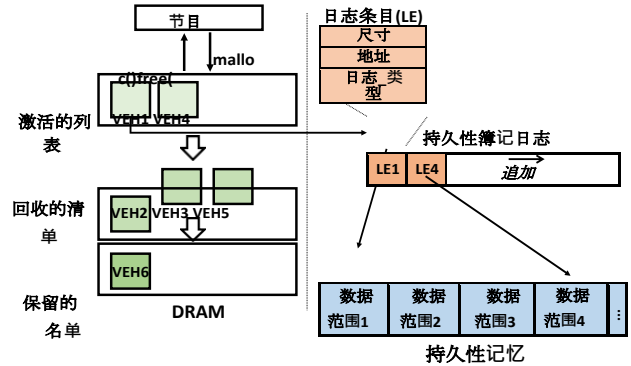 节目
mallo
c()free(
VEH1 VEH4
激活的列
表
VEH2 VEH3 VEH5
回收的清
单
VEH6
保留的
名单
DRAM
日志条目(LE)
尺寸
地址
日志_类
型
持久性簿记日志
LE1 LE4 追加
数据 数据 数据 数据
范围1 范围2 范围3 范围4 ...
持久性记忆